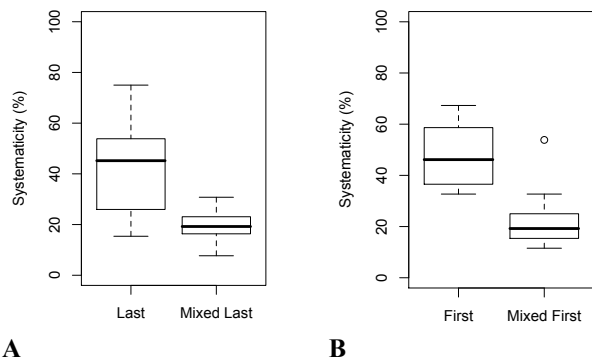 Systematicity (%)
100
80
60
40
20
0
Last
Mixed Last
A
Systematicity (%)
100
80
60
40
20
0
First
Mixed First
B